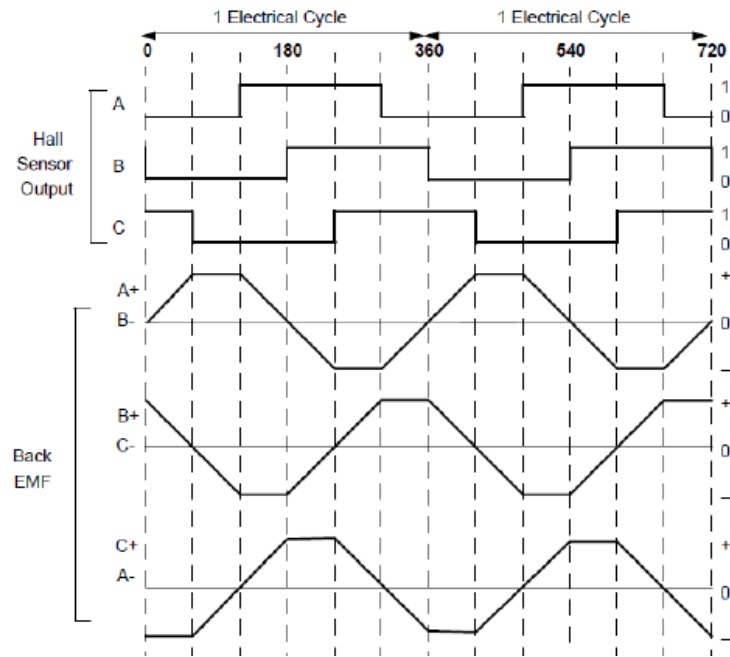 1 Electrical Cycle 1 Electrical Cycle
0 180 360 540 720
Hall
Sensor
Output
A
1
0
B
1
0
C
1
0
Back
EMF
A+
B-
+
0
–
B+
C-
+
0
–
C+
A-
+
0
–